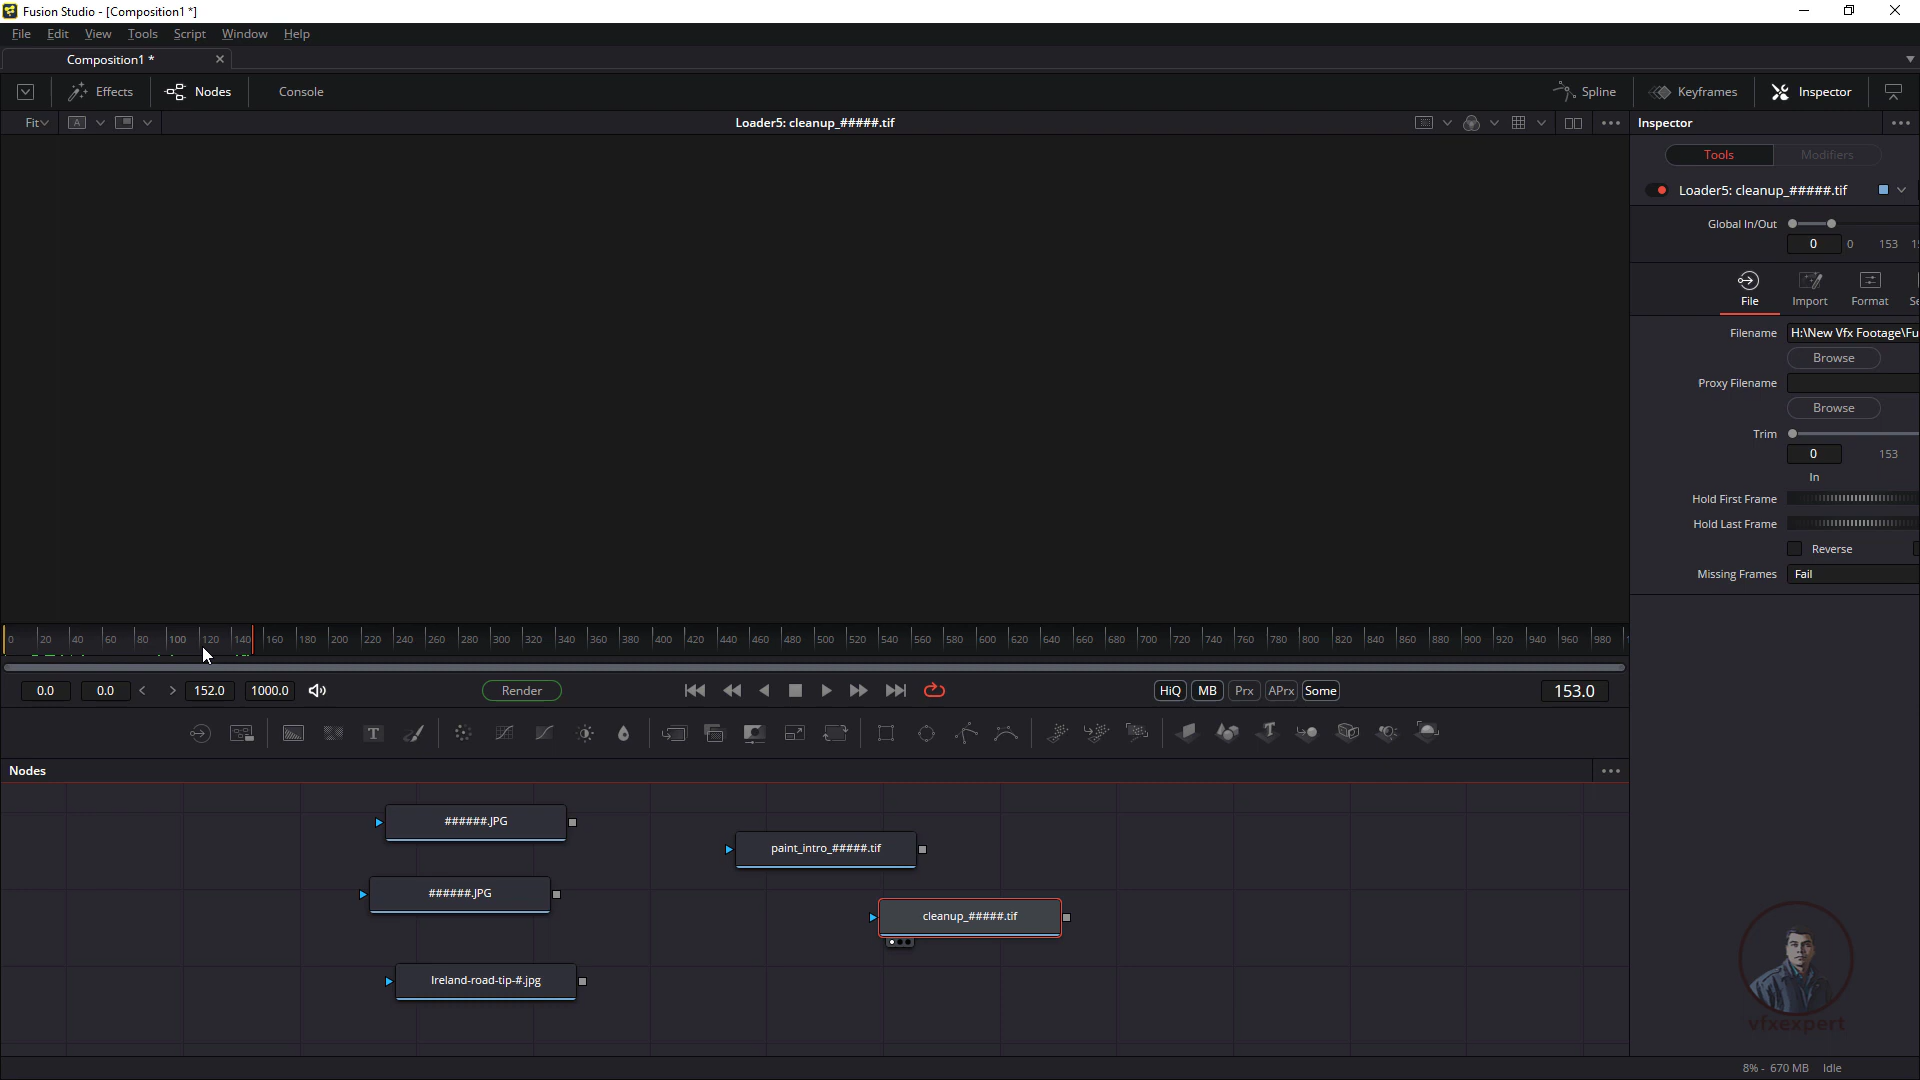 Fusion Studio - [Composition1 *]
File Edit View Tools Script Window Help
Composition1 *
Effects Nodes Console Spline Keyframes Inspector
Fit A Loader5: cleanup_#####.tif Inspector
Tools Modifiers
Loader5: cleanup_#####.tif
Global In/Out
0 0 153
File Import Format
Filename H:\New Vfx Footage\Fu
Browse
Proxy Filename
Browse
Trim
0 153
In
Hold First Frame
Hold Last Frame
Reverse
Missing Frames Fail
0 20 40 60 80 100 120 140 160 180 200 220 240 260 280 300 320 340 360 380 400 420 440 460 480 500 520 540 560 580 600 620 640 660 680 700 720 740 760 780 800 820 840 860 880 900 920 940 960 980
0.0 0.0 < > 152.0 1000.0 Render HiQ MB Prx APrx Some 153.0
T T
Nodes
######.JPG
paint_intro_#####.tif
######.JPG
cleanup_#####.tif
Ireland-road-tip-#.jpg
vfxexpert
8% - 670 MB Idle